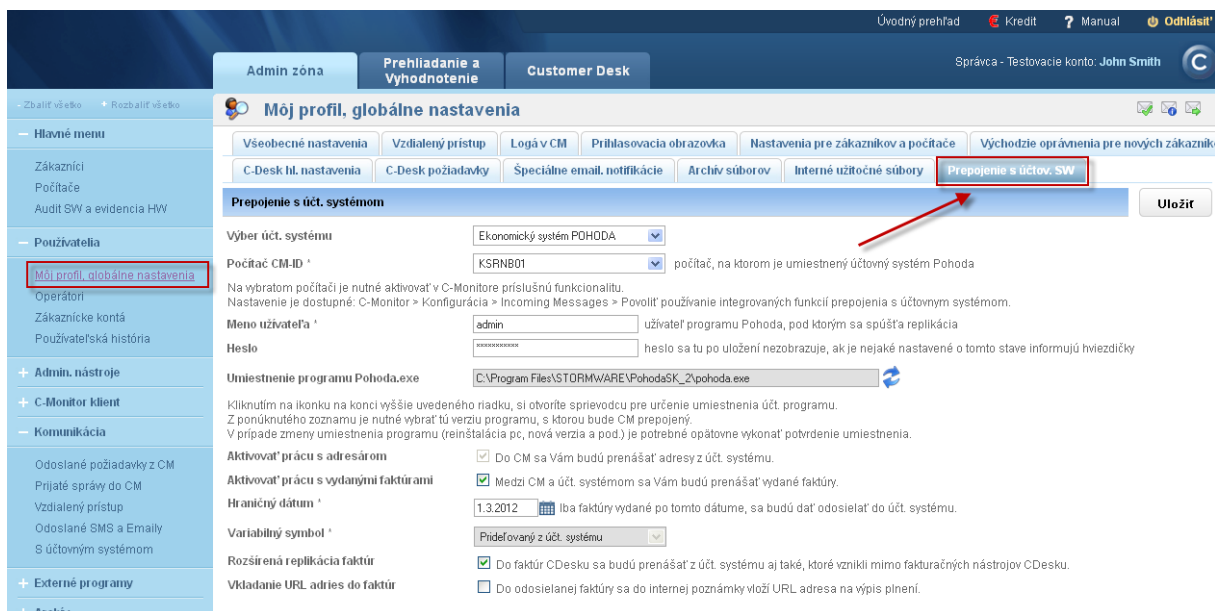 Úvodný prehľad € Kredit ? Manual Odhlásiť
Admin zóna Prehliadanie a Vyhodnotenie Customer Desk Správca - Testovacie konto: John Smith C
- Zbaliť všetko + Rozbaliť všetko
Hlavné menu
Zákazníci
Počítače
Audit SW a evidencia HW
Používatelia
Môj profil, globálne nastavenia
Operátori
Zákaznícke kontá
Používateľská história
Admin. nástroje
C-Monitor klient
Komunikácia
Odoslané požiadavky z CM
Prijaté správy do CM
Vzdialený prístup
Odoslané SMS a Emaily
S účtovným systémom
Externé programy
Môj profil, globálne nastavenia
Všeobecné nastavenia Vzdialený prístup Logá v CM Prihlasovacia obrazovka Nastavenia pre zákazníkov a počítače Východzie oprávnenia pre nových zákazník
C-Desk hl. nastavenia C-Desk požiadavky Špeciálne email. notifikácie Archív súborov Interné užitočné súbory Prepojenie s účtov. SW
Prepojenie s účt. systémom Uložiť
Výber účt. systému Ekonomický systém POHODA
Počítač CM-ID * KSRNB01 počítač, na ktorom je umiestnený účtovný systém Pohoda
Na vybratom počítači je nutné aktivovať v C-Monitore príslušnú funkcionalitu.
Nastavenie je dostupné: C-Monitor > Konfigurácia > Incoming Messages > Povoliť používanie integrovaných funkcií prepojenia s účtovnym systémom.
Meno užívateľa * admin užívateľ programu Pohoda, pod ktorým sa spúšťa replikácia
Heslo *********** heslo sa tu po uložení nezobrazuje, ak je nejaké nastavené o tomto stave informujú hviezdičky
Umiestnenie programu Pohoda.exe C:\Program Files\STORMWARE\PohodaSK_2\pohoda.exe
Kliknutím na ikonku na konci vyššie uvedeného riadku, si otvoríte sprievodcu pre určenie umiestnenia účt. programu.
Z ponúknutého zoznamu je nutné vybrať tú verziu programu, s ktorou bude CM prepojený.
V prípade zmeny umiestnenia programu (reinštalácia pc, nová verzia a pod.) je potrebné opätovne vykonať potvrdenie umiestnenia.
Aktivovať prácu s adresárom Do CM sa Vám budú prenášať adresy z účt. systému.
Aktivovať prácu s vydanými faktúrami Medzi CM a účt. systémom sa Vám budú prenášať vydané faktúry.
Hraničný dátum * 1.3.2012 Iba faktúry vydané po tomto dátume, sa budú dať odosielať do účt. systému.
Variabilný symbol * Prideľovaný z účt. systému
Rozšírená replikácia faktúr Do faktúr CDesku sa budú prenášať z účt. systému aj také, ktoré vznikli mimo fakturačných nástrojov CDesku.
Vkladanie URL adries do faktúr Do odosielanej faktúry sa do internej poznámky vloží URL adresa na výpis plnení.